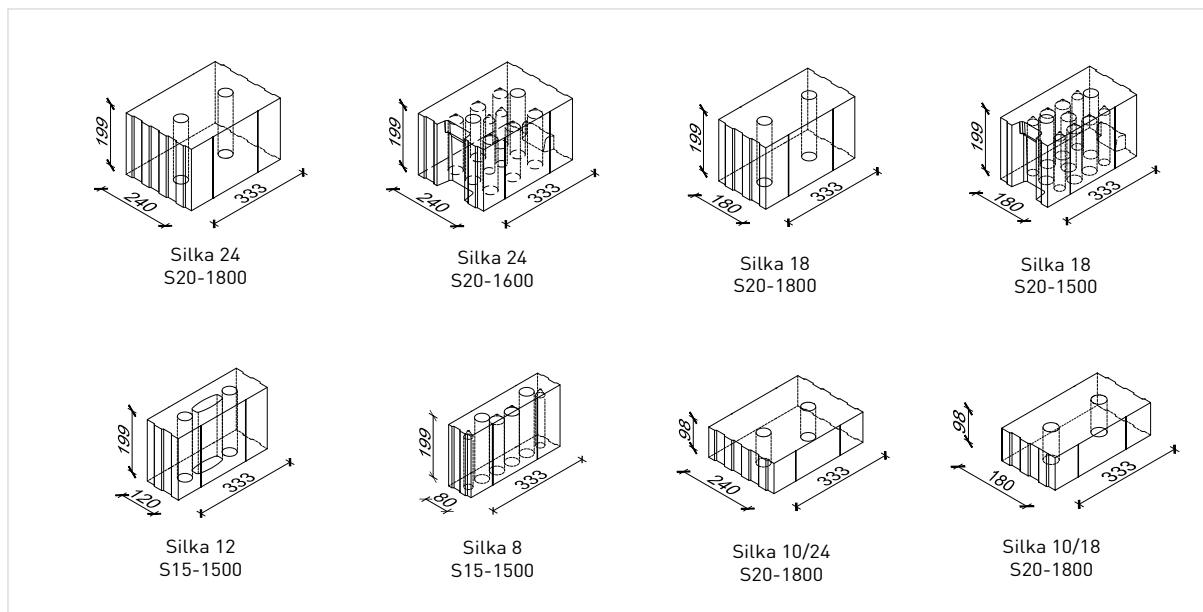 199
240
333
Silka 24
S20-1800
199
240
333
Silka 24
S20-1600
199
180
333
Silka 18
S20-1800
199
180
333
Silka 18
S20-1500
199
120
333
Silka 12
S15-1500
199
80
333
Silka 8
S15-1500
98
240
333
Silka 10/24
S20-1800
98
180
333
Silka 10/18
S20-1800